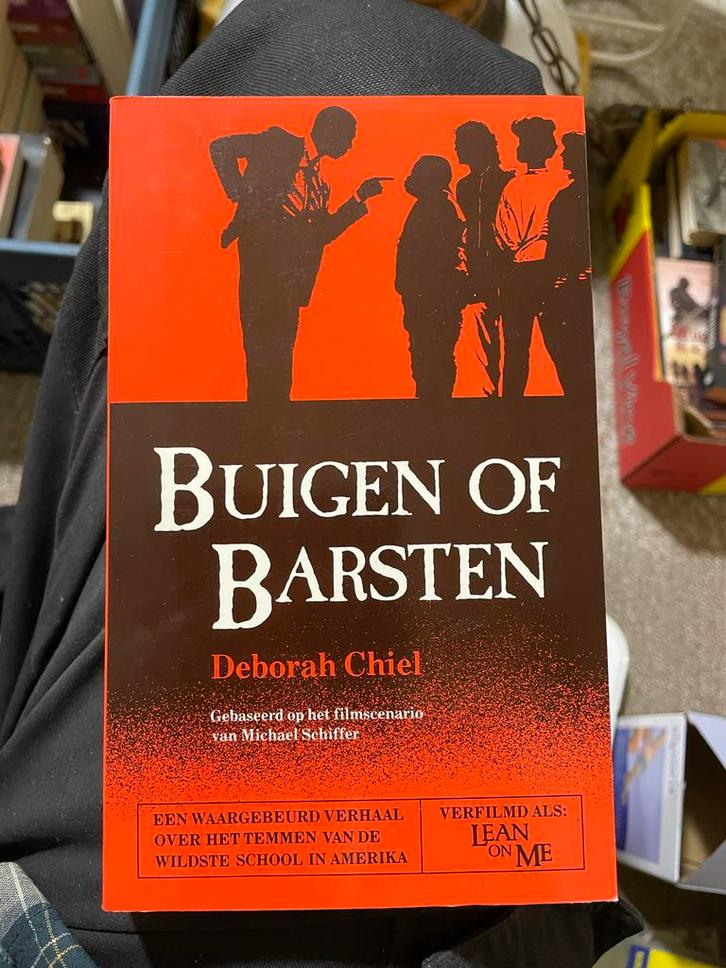 BUIGEN OF
BARSTEN
Deborah Chiel
Gebaseerd op het filmscenario
van Michael Schiffer
EEN WAARGEBEURD VERHAAL
OVER HET TEMMEN VAN DE
WILDSTE SCHOOL IN AMERIKA
VERFILMD ALS:
LEAN
ON ME